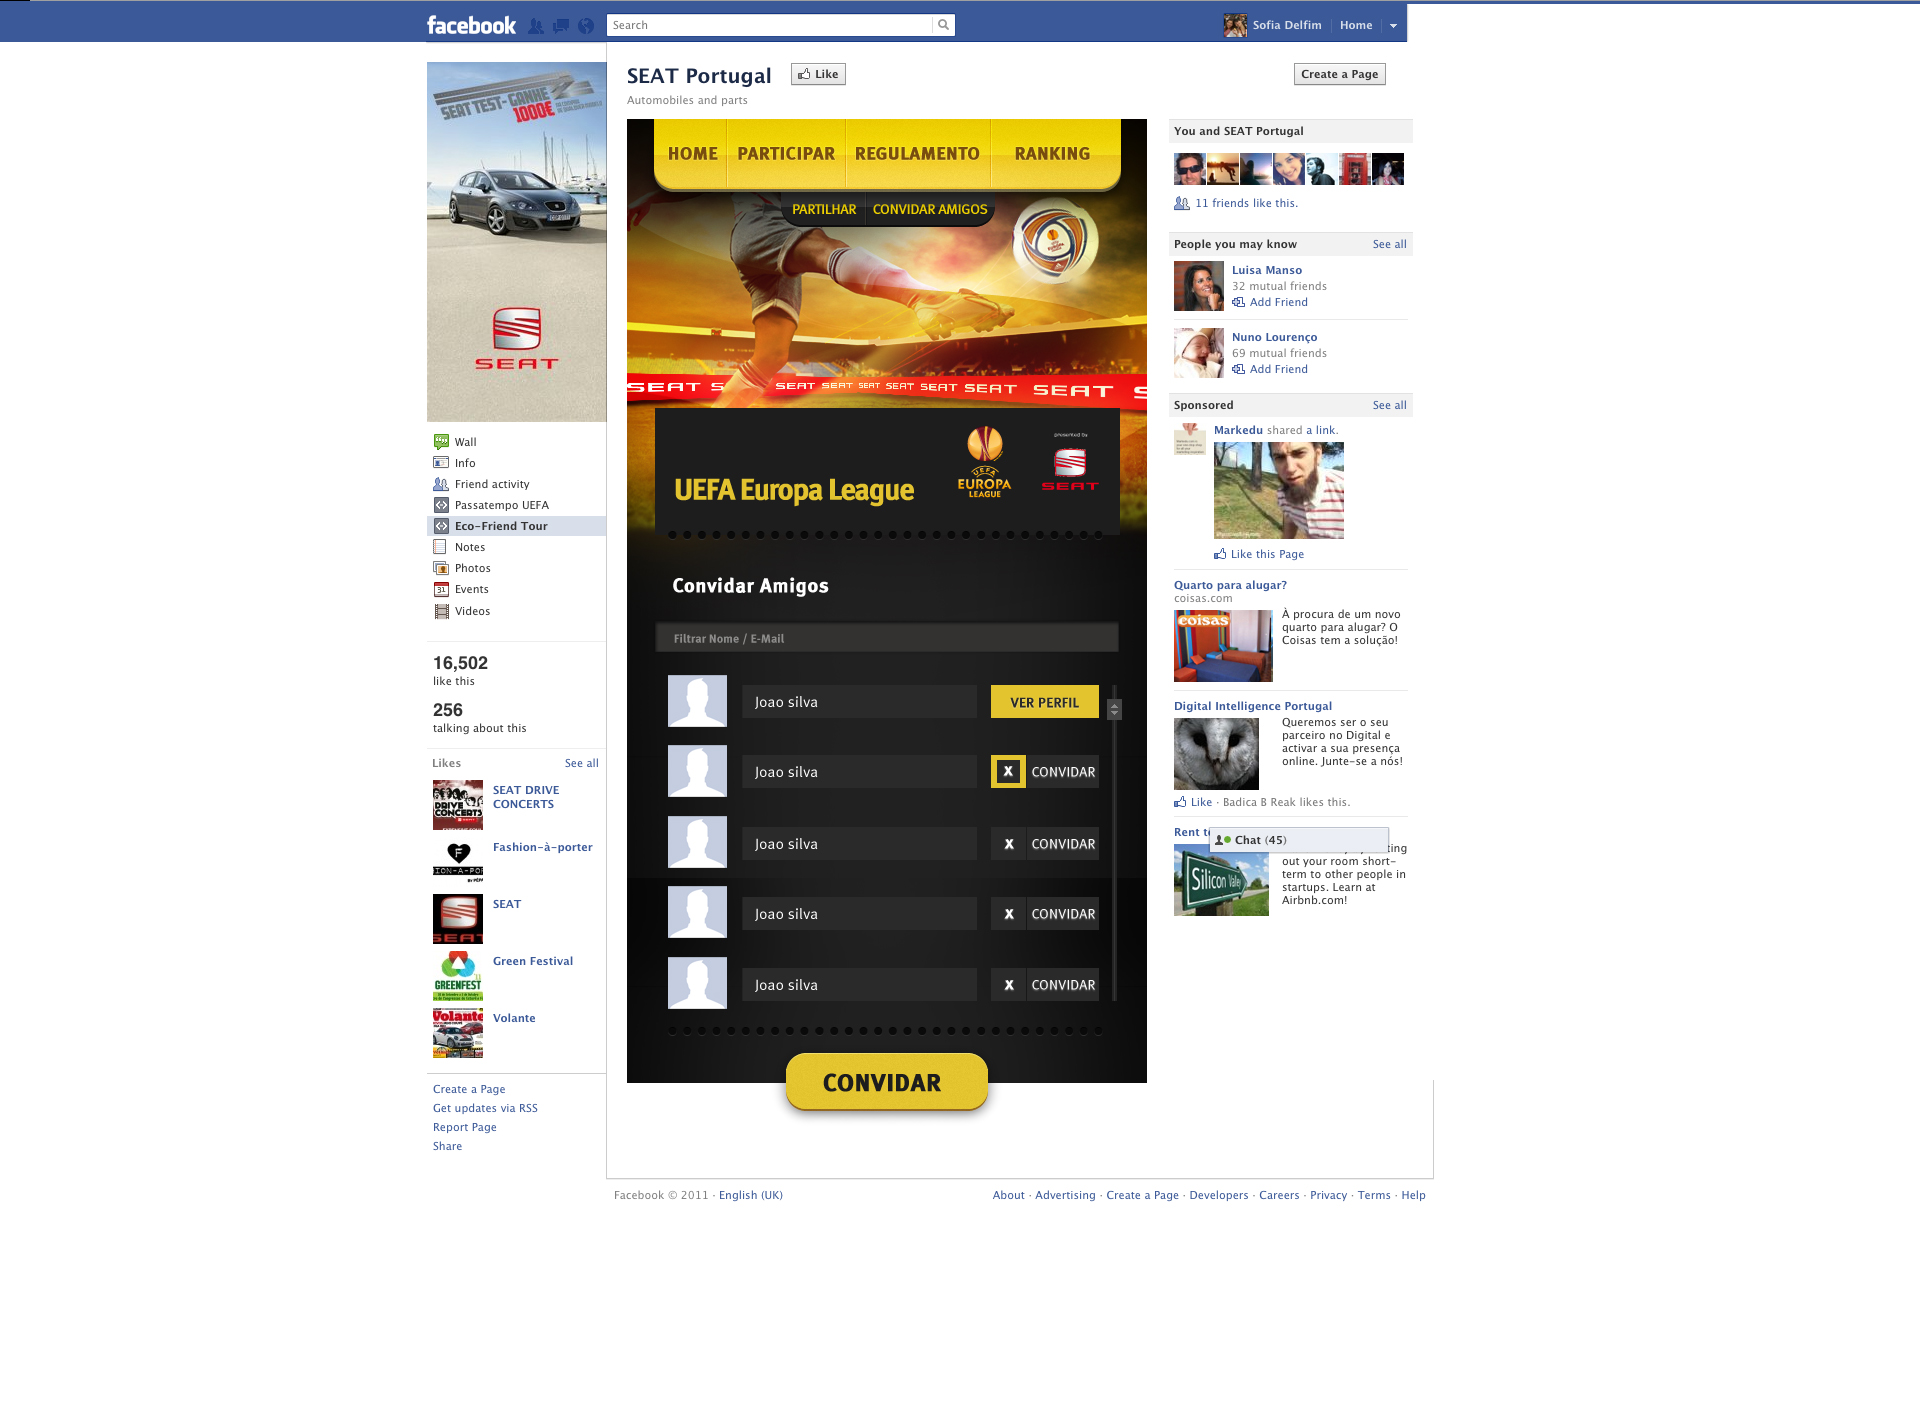 facebook
Search
Sofia Delfim
Home
SEAT TEST-GANHE
1000€
SEAT
Wall
Info
Friend activity
Passatempo UEFA
Eco-Friend Tour
Notes
Photos
Events
Videos
16,502
like this
256
talking about this
Likes
See all
SEAT DRIVE
CONCERTS
Fashion-à-porter
SEAT
Green Festival
Volante
Create a Page
Get updates via RSS
Report Page
Share
SEAT Portugal
Like
Create a Page
Automobiles and parts
HOME PARTICIPAR REGULAMENTO RANKING
PARTILHAR CONVIDAR AMIGOS
SEAT SEAT SEAT SEAT SEAT SEAT SEAT
UEFA Europa League
UEFA
EUROPA
LEAGUE
presented by
SEAT
Convidar Amigos
Filtrar Nome / E-Mail
Joao silva
VER PERFIL
Joao silva
X CONVIDAR
Joao silva
X CONVIDAR
Joao silva
X CONVIDAR
Joao silva
X CONVIDAR
CONVIDAR
You and SEAT Portugal
11 friends like this.
People you may know
See all
Luisa Manso
32 mutual friends
Add Friend
Nuno Lourenço
69 mutual friends
Add Friend
Sponsored
See all
Markedu shared a link.
Like this Page
Quarto para alugar?
coisas.com
coisas
À procura de um novo
quarto para alugar? O
Coisas tem a solução!
Digital Intelligence Portugal
Queremos ser o seu
parceiro no Digital e
activar a sua presença
online. Junte-se a nós!
Like · Badica B Reak likes this.
Rent
Chat (45)
out your room short-
term to other people in
startups. Learn at
Airbnb.com!
Silicon Valey
Facebook © 2011 · English (UK)
About · Advertising · Create a Page · Developers · Careers · Privacy · Terms · Help